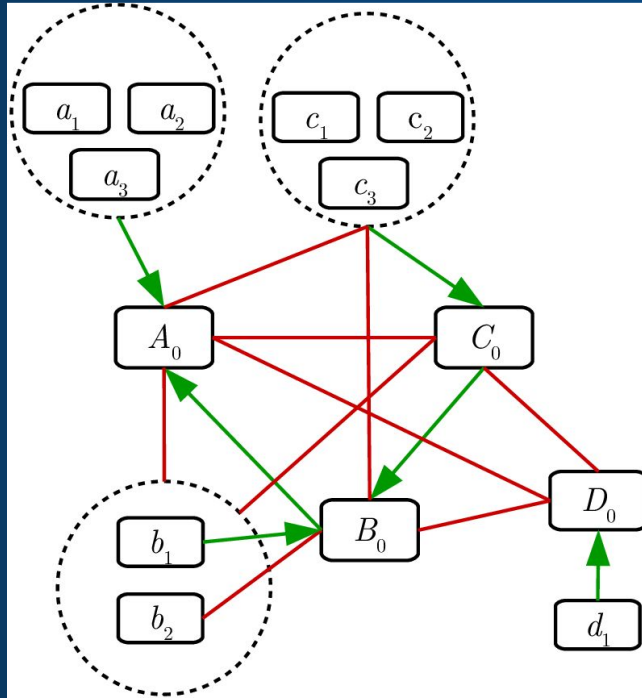 a₁ a₂ c₁ c₂
a₃ c₃
A₀ C₀
b₁ B₀ D₀
b₂ d₁